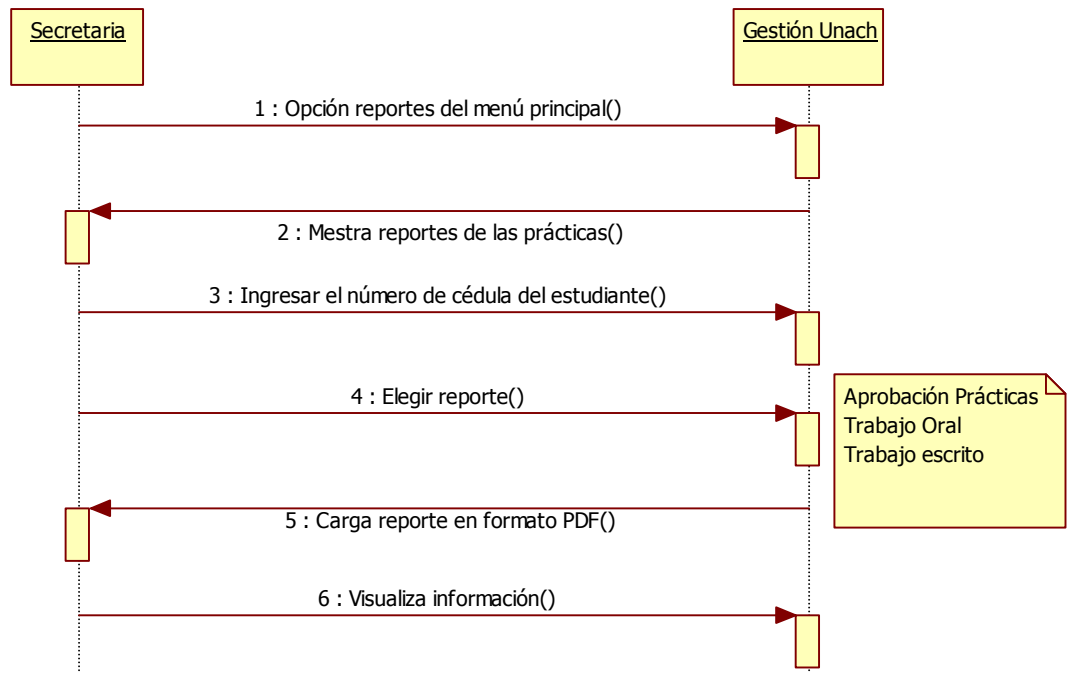 Secretaria
Gestión Unach
1 : Opción reportes del menú principal()
2 : Mestra reportes de las prácticas()
3 : Ingresar el número de cédula del estudiante()
4 : Elegir reporte()
Aprobación Prácticas
Trabajo Oral
Trabajo escrito
5 : Carga reporte en formato PDF()
6 : Visualiza información()